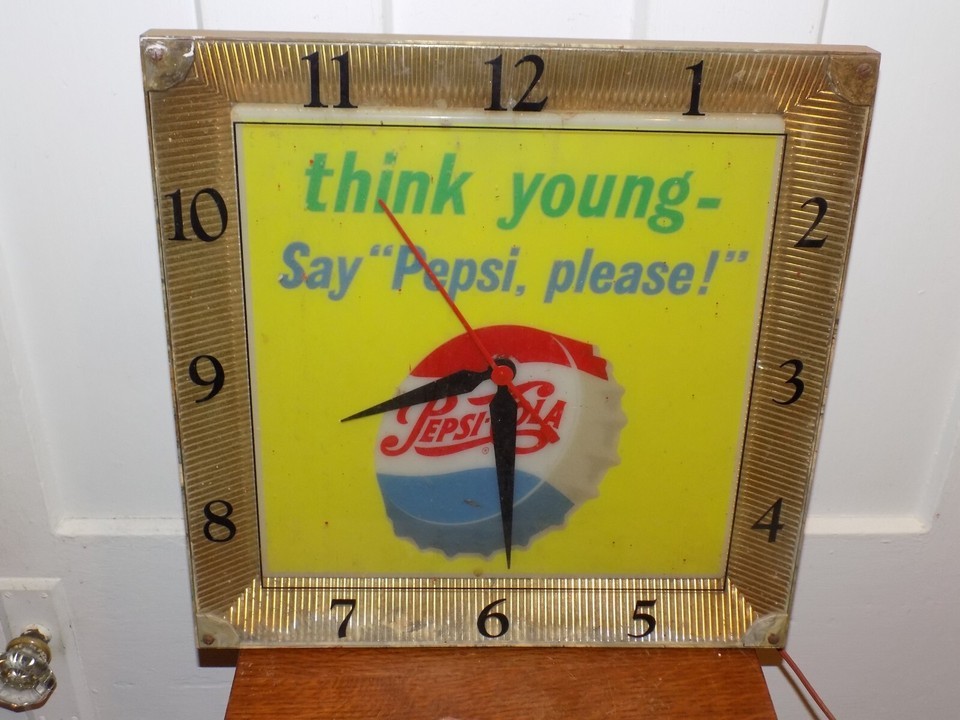 11 12 1
think young-
10 2
Say “Pepsi, please!”
9 3
PEPSI-COLA
®
8 4
7 6 5